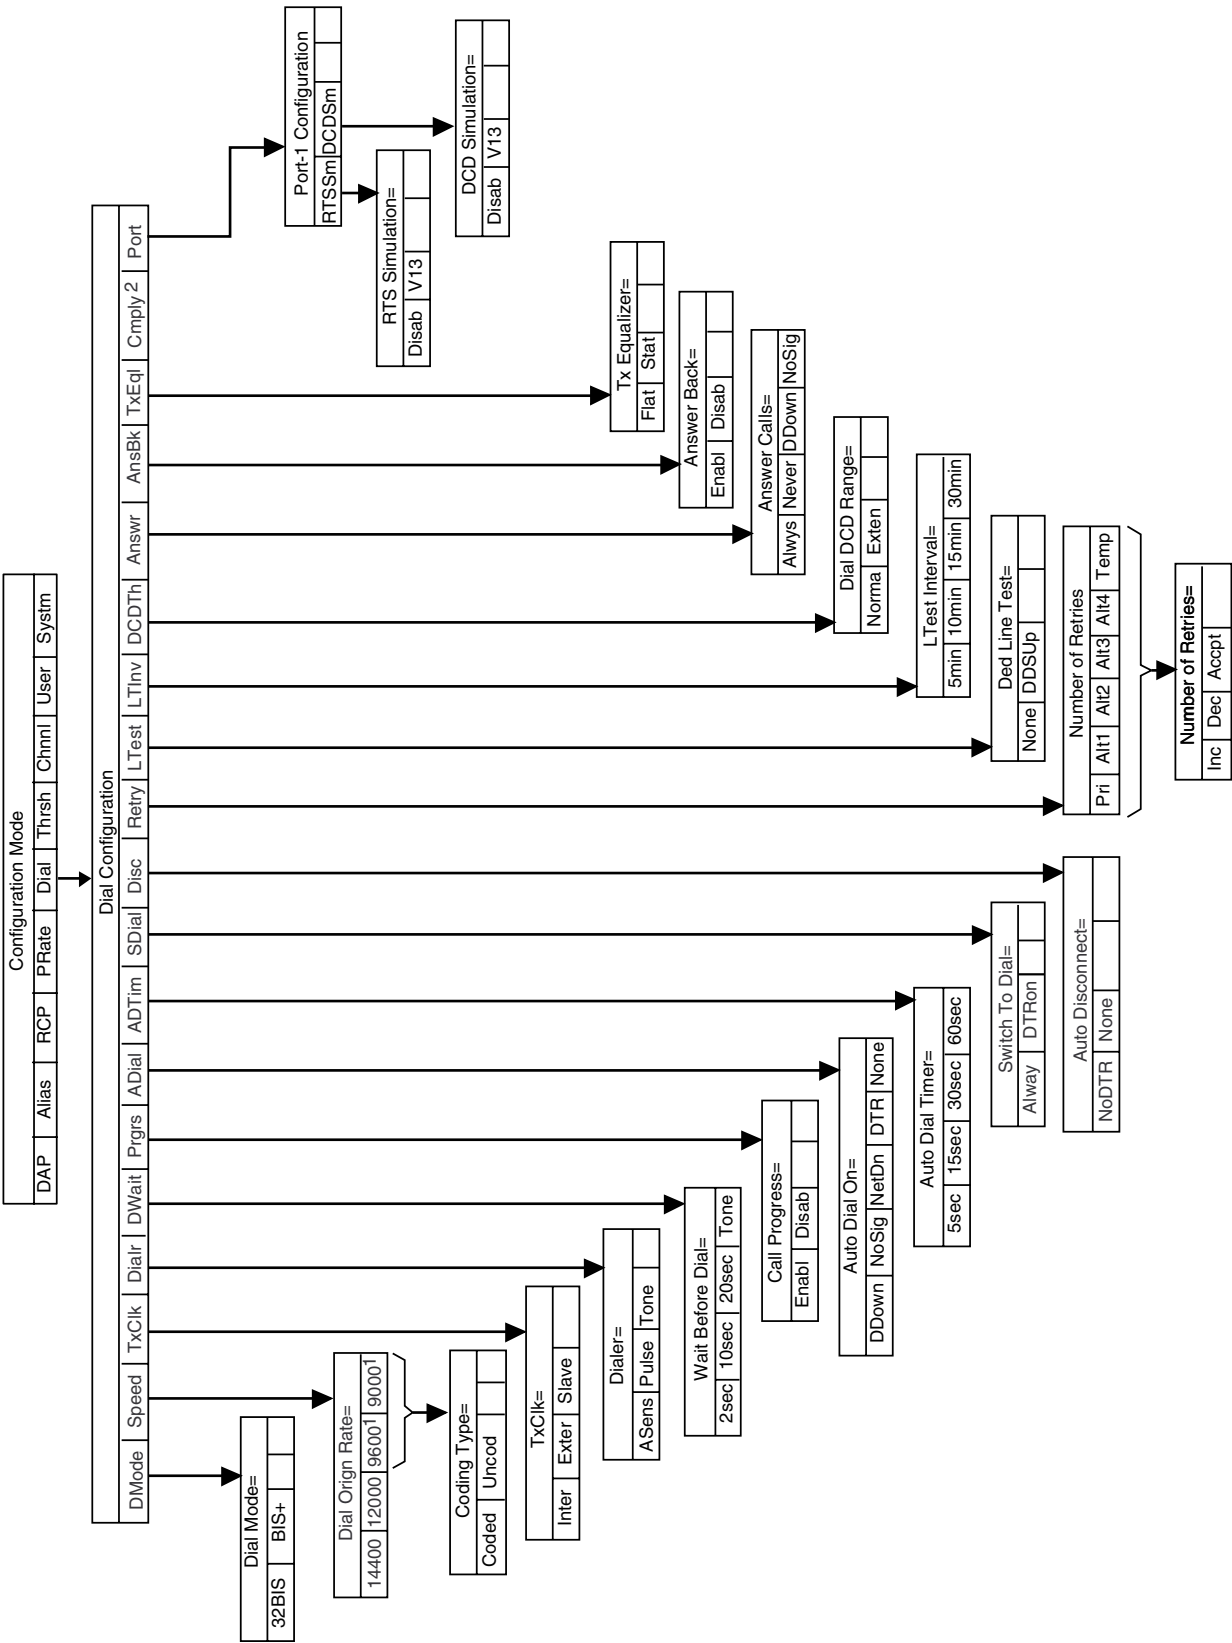 Configuration Mode
DAP Alias RCP PRate Dial Thrsh Chnnl User Systm
Dial Configuration
DMode Speed TxClk Dialr DWait Prgrs ADial ADTim SDial Disc Retry LTest LTInv DCDTh Answr AnsBk TxEql Cmply 2 Port
Dial Mode=
32BIS BIS+
Dial Orign Rate=
14400 12000 9600¹ 9000¹
Coding Type=
Coded Uncod
TxClk=
Inter Exter Slave
Dialer=
ASens Pulse Tone
Wait Before Dial=
2sec 10sec 20sec Tone
Call Progress=
Enabl Disab
Auto Dial On=
DDown NoSig NetDn DTR None
Auto Dial Timer=
5sec 15sec 30sec 60sec
Switch To Dial=
Alway DTRon
Auto Disconnect=
NoDTR None
Number of Retries
Pri Alt1 Alt2 Alt3 Alt4 Temp
Number of Retries=
Inc Dec Accpt
Ded Line Test=
None DDSUp
LTest Interval=
5min 10min 15min 30min
Dial DCD Range=
Norma Exten
Answer Calls=
Alwys Never DDown NoSig
Answer Back=
Enabl Disab
Tx Equalizer=
Flat Stat
Port-1 Configuration
RTSSm DCDSm
RTS Simulation=
Disab V13
DCD Simulation=
Disab V13